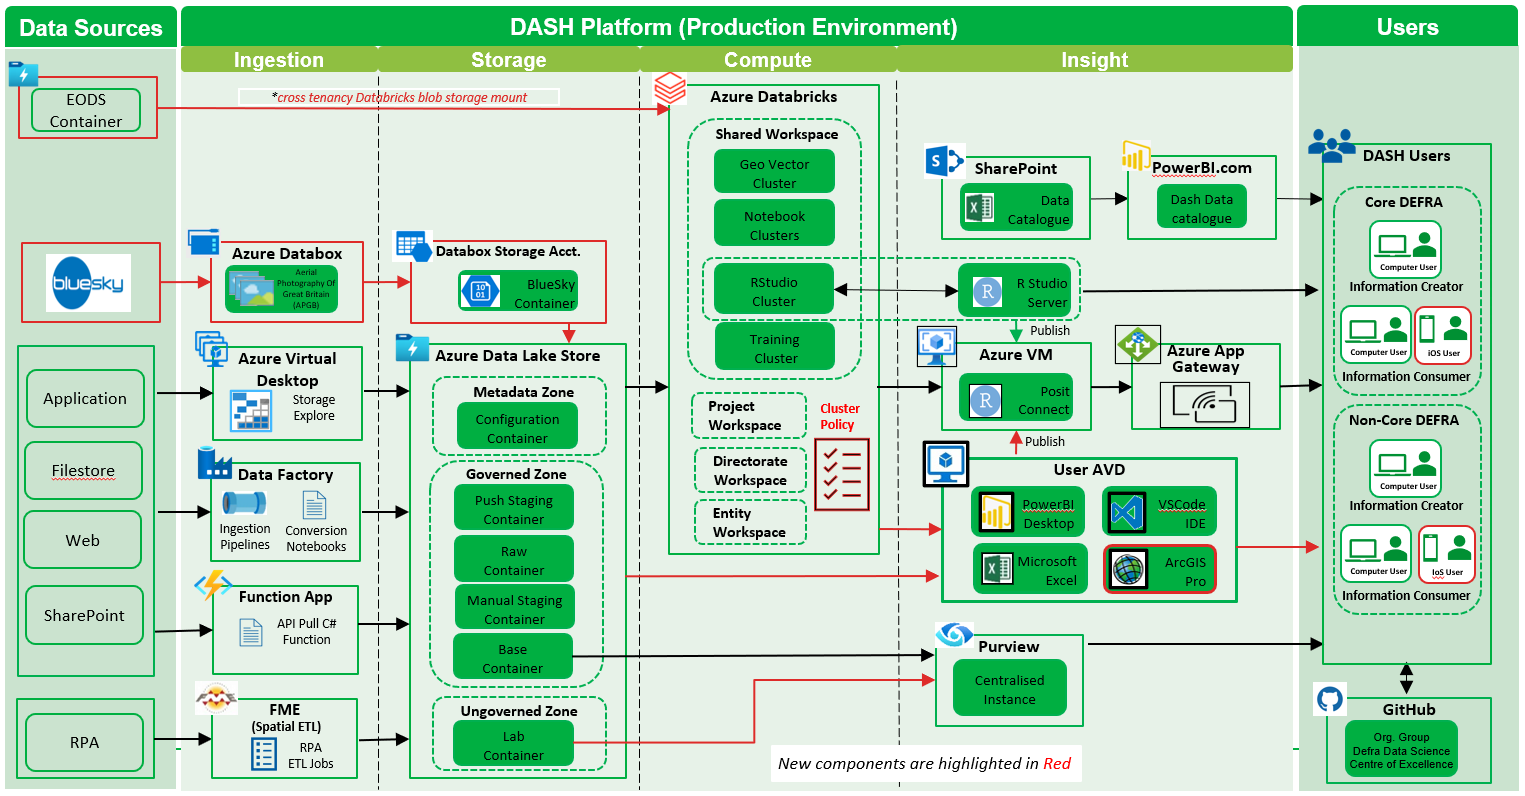 Data Sources
DASH Platform (Production Environment)
Users
Ingestion
Storage
Compute
Insight
EODS
Container
*cross tenancy Databricks blob storage mount
bluesky
Application
Filestore
Web
SharePoint
RPA
Azure Databox
Aerial
Photography Of
Great Britain
(APGB)
Azure Virtual
Desktop
Storage
Explore
Data Factory
Ingestion
Pipelines
Conversion
Notebooks
Function App
API Pull C#
Function
FME
(Spatial ETL)
RPA
ETL Jobs
Databox Storage Acct.
10
01
BlueSky
Container
Azure Data Lake Store
Metadata Zone
Configuration
Container
Governed Zone
Push Staging
Container
Raw
Container
Manual Staging
Container
Base
Container
Ungoverned Zone
Lab
Container
Azure Databricks
Shared Workspace
Geo Vector
Cluster
Notebook
Clusters
RStudio
Cluster
Training
Cluster
Project
Workspace
Directorate
Workspace
Entity
Workspace
Cluster
Policy
S
SharePoint
Data
Catalogue
PowerBI.com
Dash Data
catalogue
R
R Studio
Server
Publish
Azure VM
R
Posit
Connect
Azure App
Gateway
Publish
User AVD
PowerBI
Desktop
VSCode
IDE
Microsoft
Excel
ArcGIS
Pro
Purview
Centralised
Instance
New components are highlighted in Red
DASH Users
Core DEFRA
Computer User
Information Creator
Computer User
iOS User
Information Consumer
Non-Core DEFRA
Computer User
Information Creator
Computer User
IoS User
Information Consumer
GitHub
Org. Group
Defra Data Science
Centre of Excellence